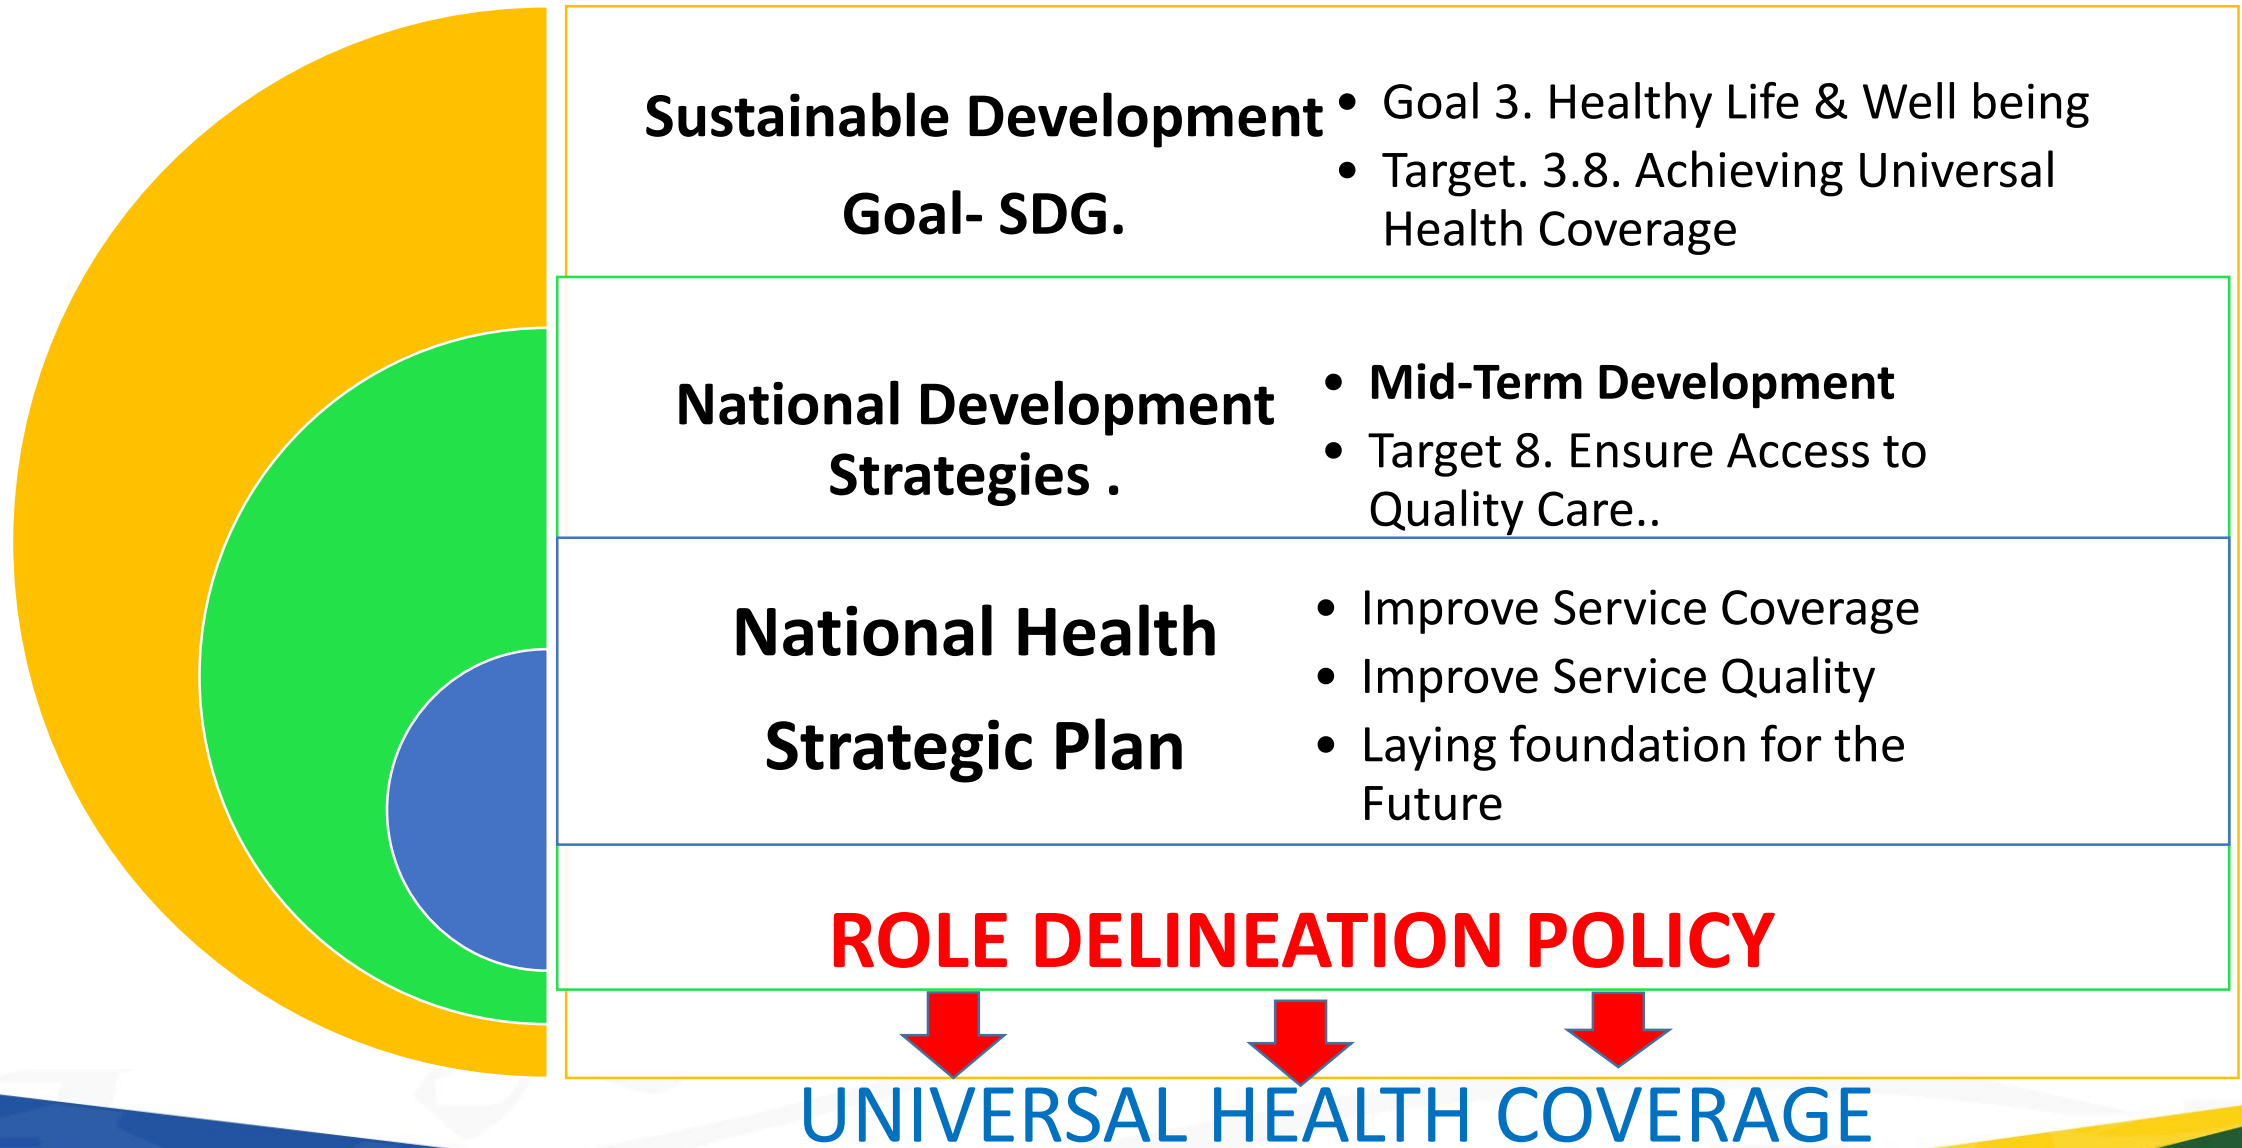 Sustainable Development
Goal- SDG.
• Goal 3. Healthy Life & Well being
• Target. 3.8. Achieving Universal
Health Coverage
National Development
Strategies .
• Mid-Term Development
• Target 8. Ensure Access to
Quality Care..
National Health
Strategic Plan
• Improve Service Coverage
• Improve Service Quality
• Laying foundation for the
Future
ROLE DELINEATION POLICY
UNIVERSAL HEALTH COVERAGE